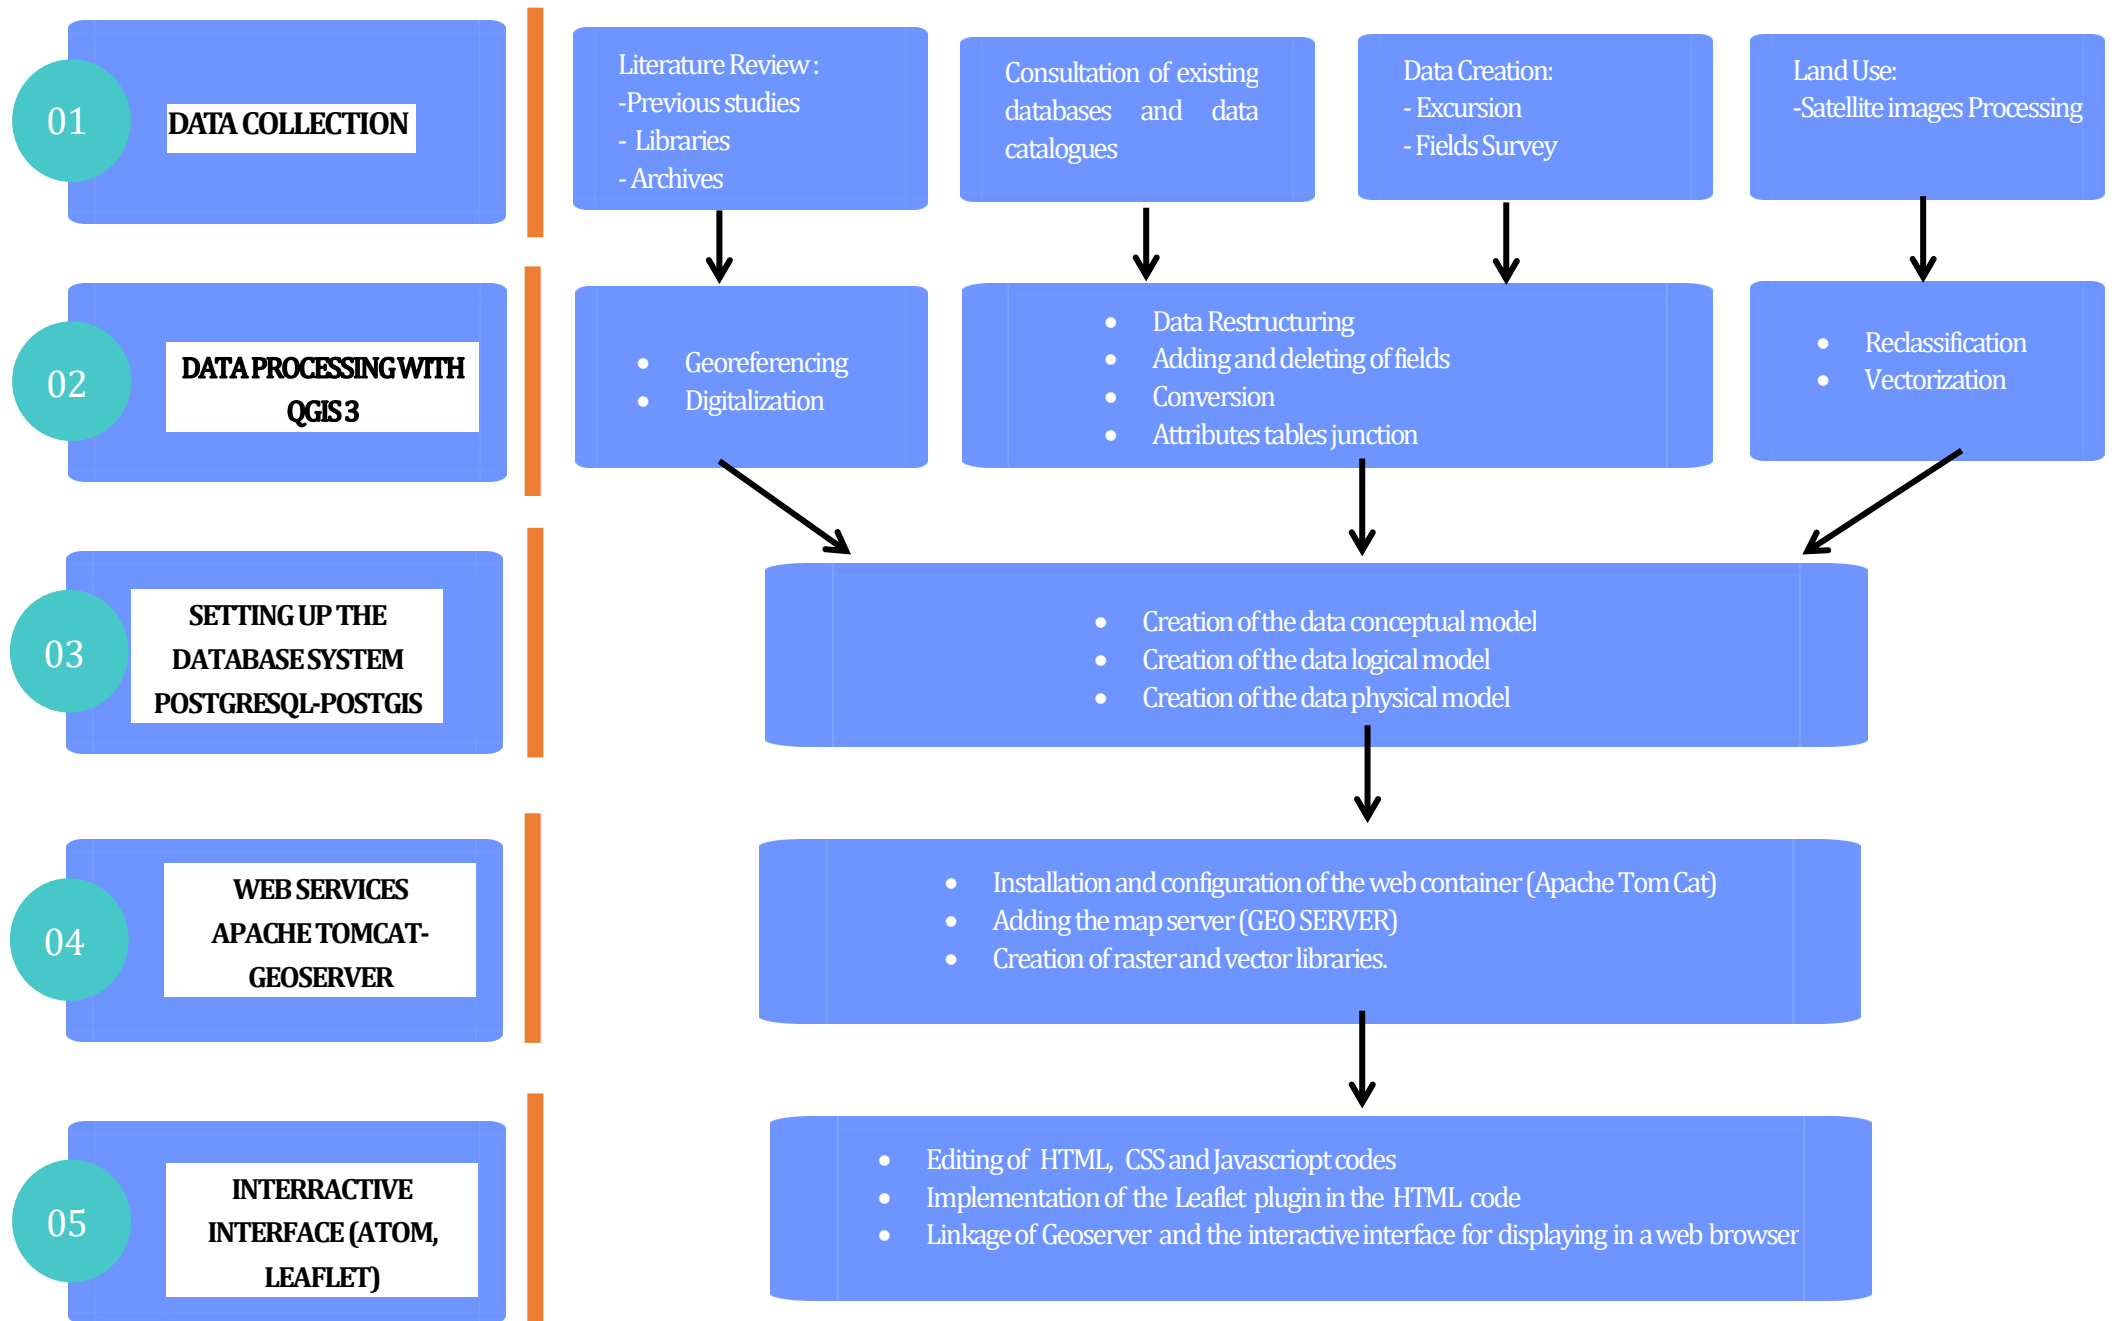 01
DATA COLLECTION
Literature Review :
-Previous studies
- Libraries
- Archives
Consultation of existing
databases and data
catalogues
Data Creation:
- Excursion
- Fields Survey
Land Use:
-Satellite images Processing
02
DATA PROCESSING WITH
QGIS 3
• Georeferencing
• Digitalization
• Data Restructuring
• Adding and deleting of fields
• Conversion
• Attributes tables junction
• Reclassification
• Vectorization
03
SETTING UP THE
DATABASE SYSTEM
POSTGRESQL-POSTGIS
• Creation of the data conceptual model
• Creation of the data logical model
• Creation of the data physical model
04
WEB SERVICES
APACHE TOMCAT-
GEOSERVER
• Installation and configuration of the web container (Apache Tom Cat)
• Adding the map server (GEO SERVER)
• Creation of raster and vector libraries.
05
INTERRACTIVE
INTERFACE (ATOM,
LEAFLET)
• Editing of HTML, CSS and Javascriopt codes
• Implementation of the Leaflet plugin in the HTML code
• Linkage of Geoserver and the interactive interface for displaying in a web browser